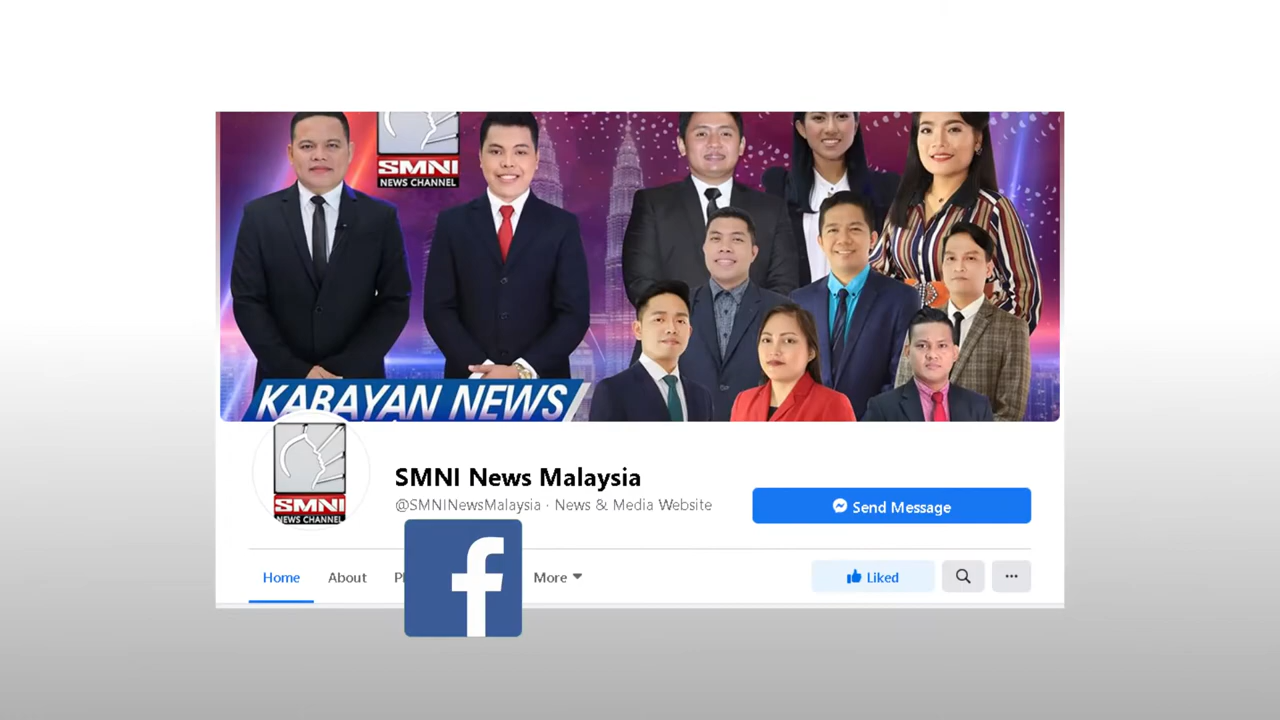 SMNI
NEWS CHANNEL
KABAYAN NEWS
SMNI
NEWS CHANNEL
SMNI News Malaysia
@SMNINewsMalaysia · News & Media Website
Send Message
Home
About
More
Liked